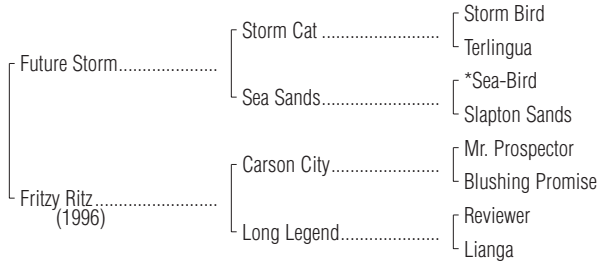 Storm Bird
Storm Cat ..............................
Terlingua
Future Storm.........................
*Sea-Bird
Sea Sands..............................
Slapton Sands
Mr. Prospector
Carson City...........................
Blushing Promise
Fritzy Ritz...............................
(1996)
Reviewer
Long Legend.........................
Lianga